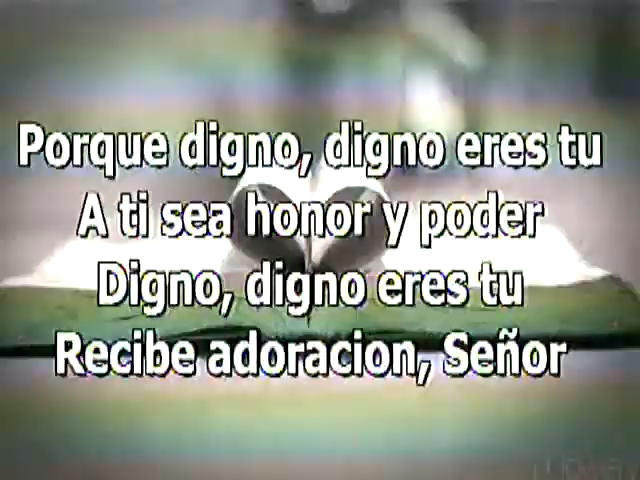 Porque digno, digno eres tu
A ti sea honor y poder
Digno, digno eres tu
Recibe adoracion, Señor